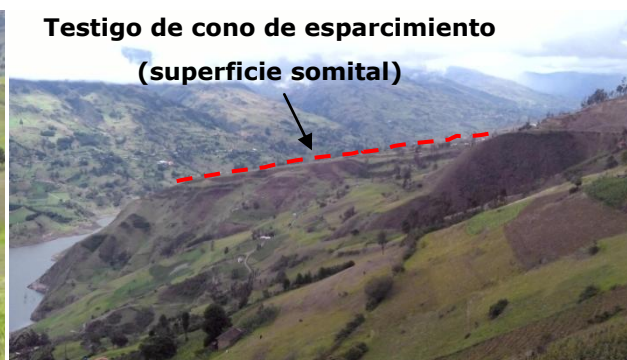 Testigo de cono de esparcimiento
(superficie somital)